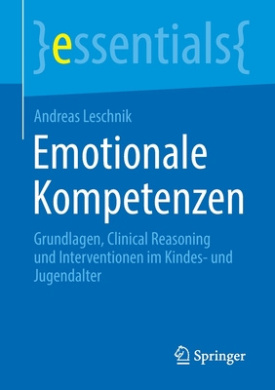 }essentials{
Andreas Leschnik
Emotionale
Kompetenzen
Grundlagen, Clinical Reasoning
und Interventionen im Kindes- und
Jugendalter
Springer